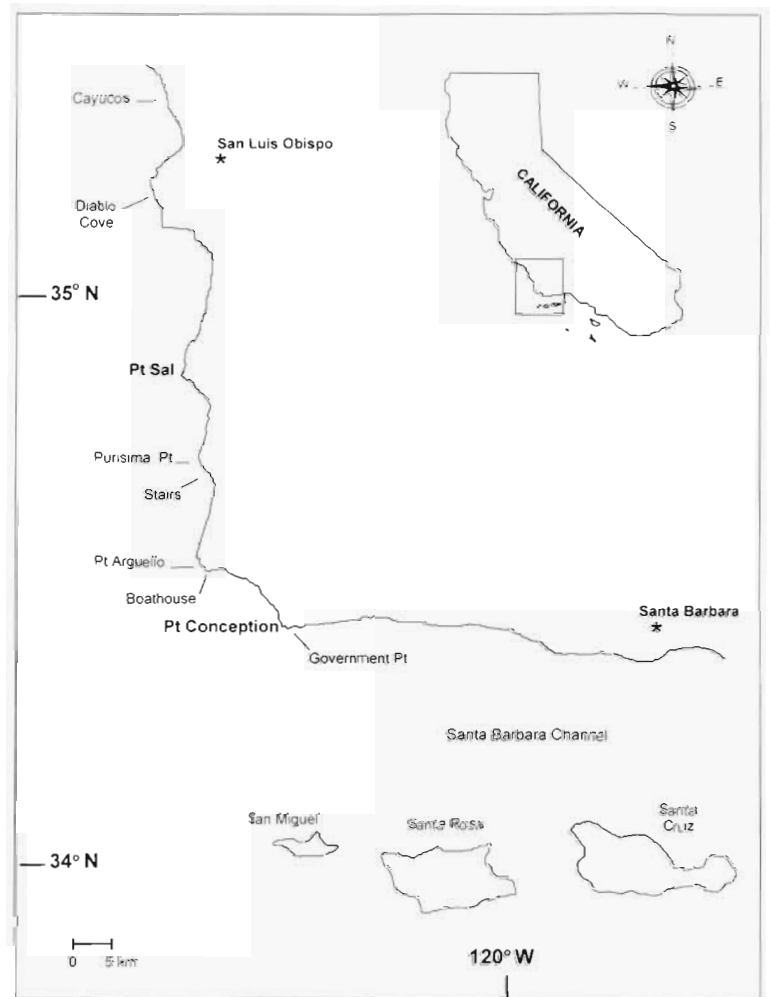 N
Cayucos
W
E
San Luis Obispo
*
S
CALIFORNIA
Diablo
Cove
35° N
Pt Sal
Purisima Pt
Stairs
Pt Arguello
Boathouse
Pt Conception
Santa Barbara
*
Government Pt
Santa Barbara Channel
San Miguel
Santa Rosa
Santa
Cruz
34° N
0 5 km
120° W